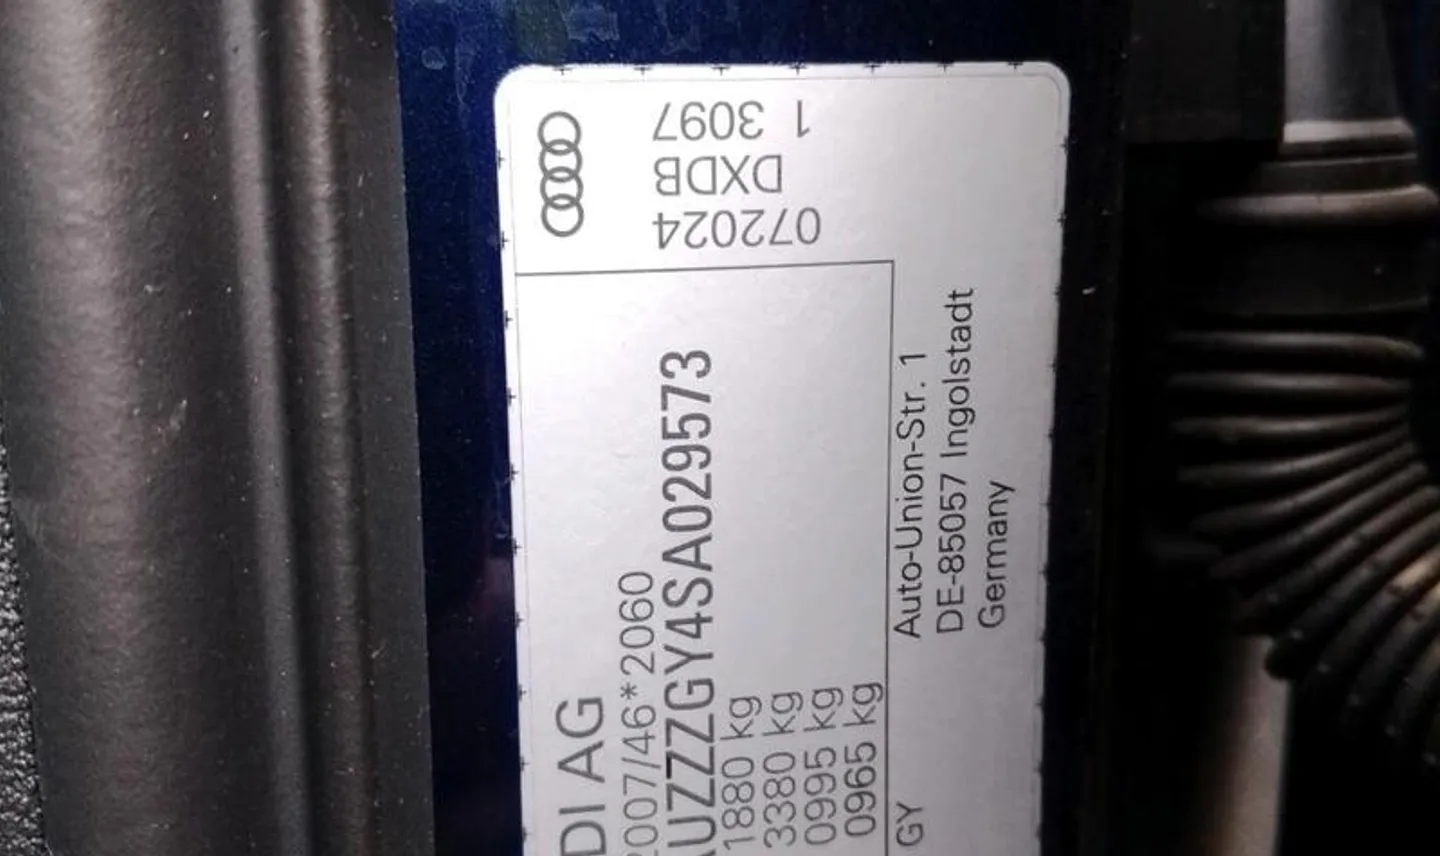 DI AG
2007/46*2060
AUZZZGY4SA029573
1880 kg
3380 kg
0995 kg
0965 kg
GY
Auto-Union-Str. 1
DE-85057 Ingolstadt
Germany
072024
DXDB
1 3097